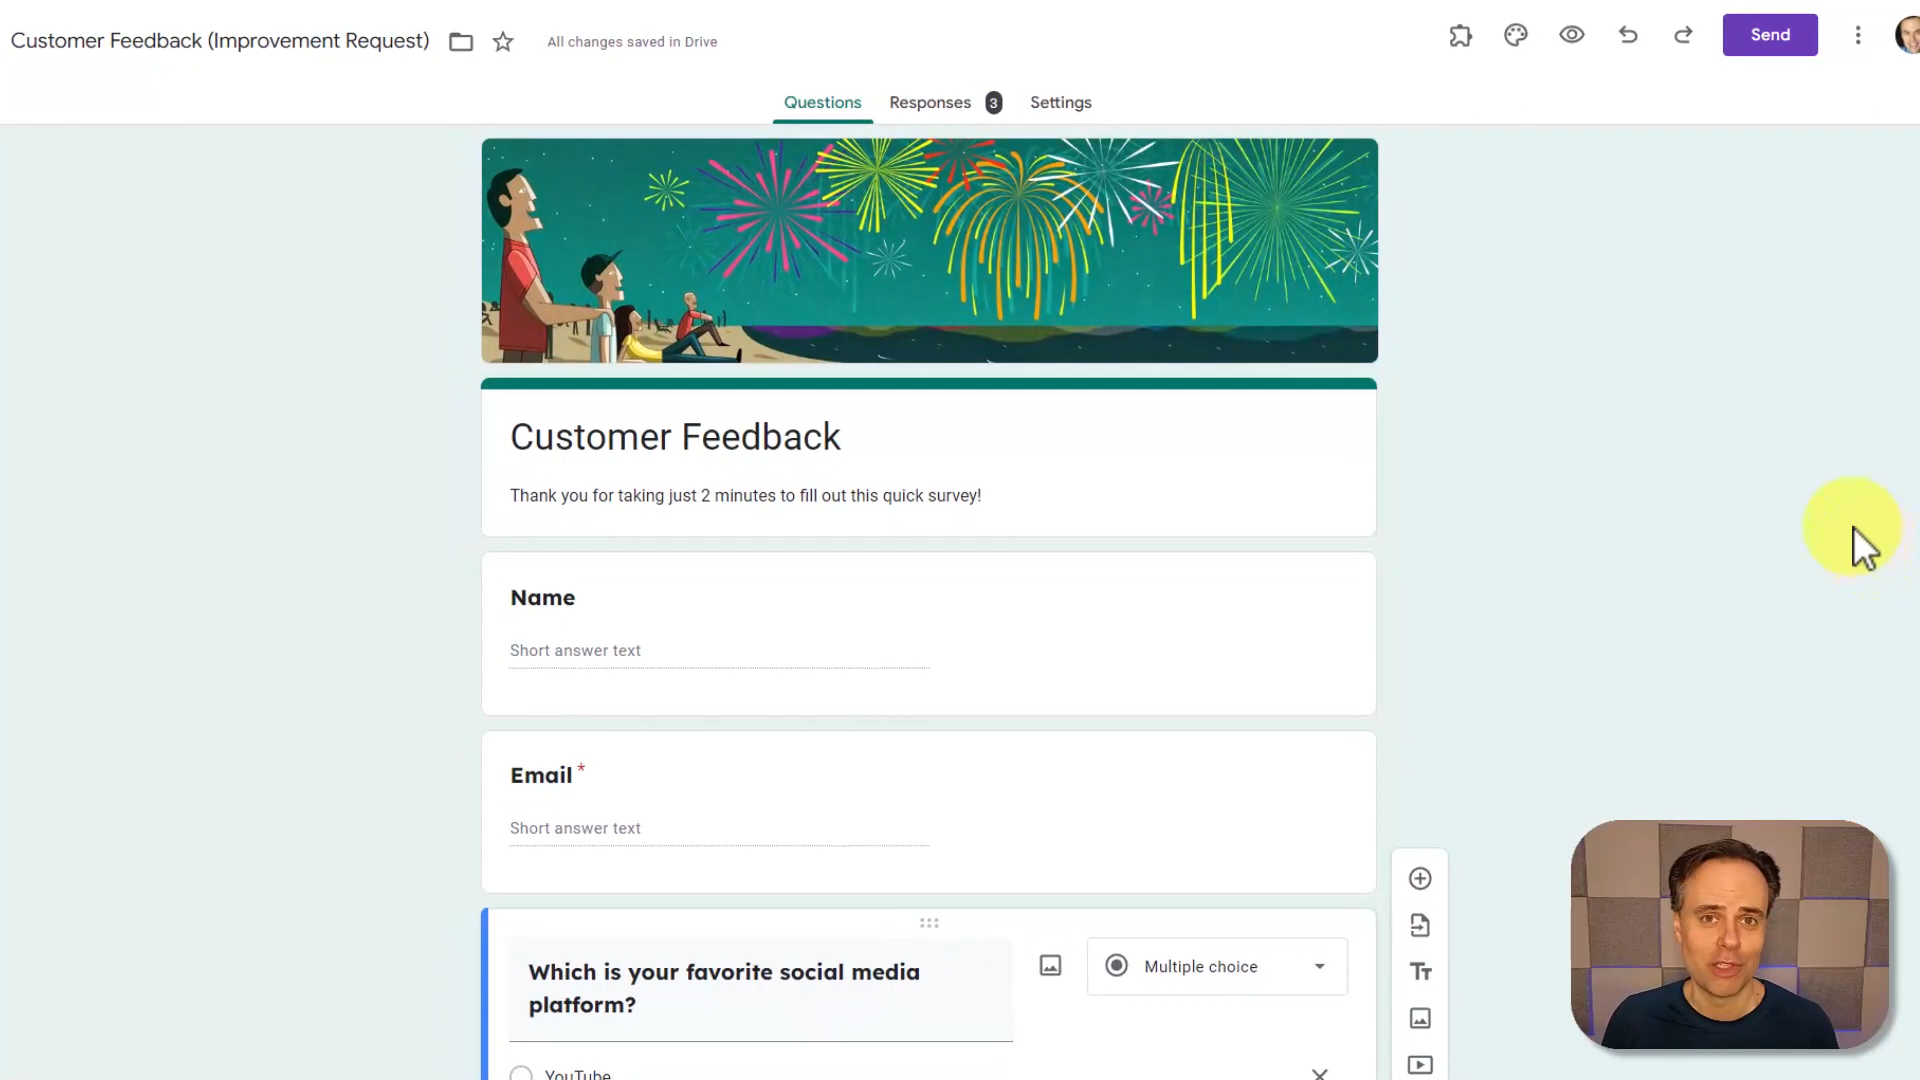 Customer Feedback (Improvement Request)
All changes saved in Drive
Send
Questions
Responses
3
Settings
Customer Feedback
Thank you for taking just 2 minutes to fill out this quick survey!
Name
Short answer text
Email *
Short answer text
Which is your favorite social media
platform?
Multiple choice
Tт
YouTube